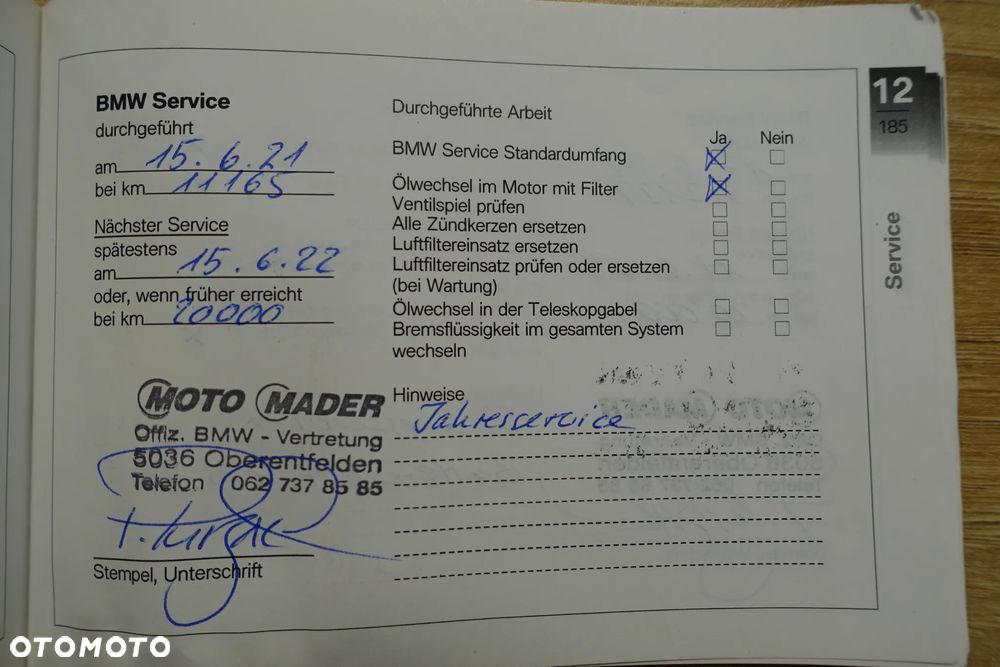 BMW Service
durchgeführt
am 15.6.21
bei km 11165
Nächster Service
spätestens
am 15.6.22
oder, wenn früher erreicht
bei km 20000
MOTO MADER
Offiz. BMW - Vertretung
5036 Oberentfelden
Telefon 062 737 85 85
Stempel, Unterschrift
Durchgeführte Arbeit
Ja Nein
BMW Service Standardumfang
Ölwechsel im Motor mit Filter
Ventilspiel prüfen
Alle Zündkerzen ersetzen
Luftfiltereinsatz ersetzen
Luftfiltereinsatz prüfen oder ersetzen
(bei Wartung)
Ölwechsel in der Teleskopgabel
Bremsflüssigkeit im gesamten System
wechseln
Hinweise
Jahresservice
12
185
Service
OTOMOTO